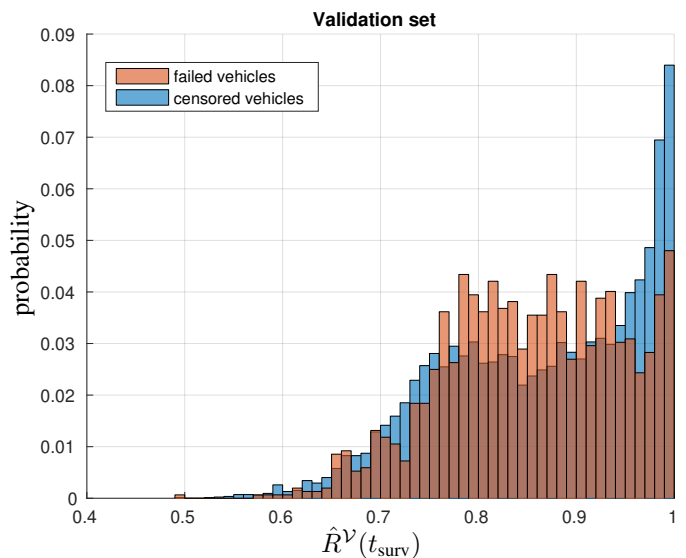 Validation set
0.09
0.08
0.07
0.06
0.05
0.04
0.03
0.02
0.01
0
probability
failed vehicles
censored vehicles
0.4 0.5 0.6 0.7 0.8 0.9 1
R̂^𝒱(t_surv)